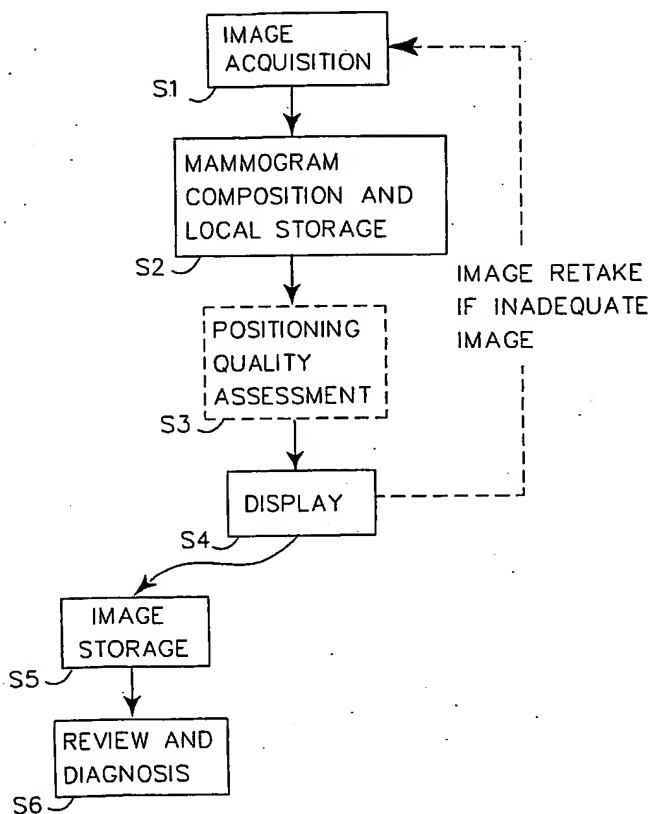 IMAGE
ACQUISITION
S1
MAMMOGRAM
COMPOSITION AND
LOCAL STORAGE
S2
IMAGE RETAKE
IF INADEQUATE
IMAGE
POSITIONING
QUALITY
ASSESSMENT
S3
DISPLAY
S4
IMAGE
STORAGE
S5
REVIEW AND
DIAGNOSIS
S6